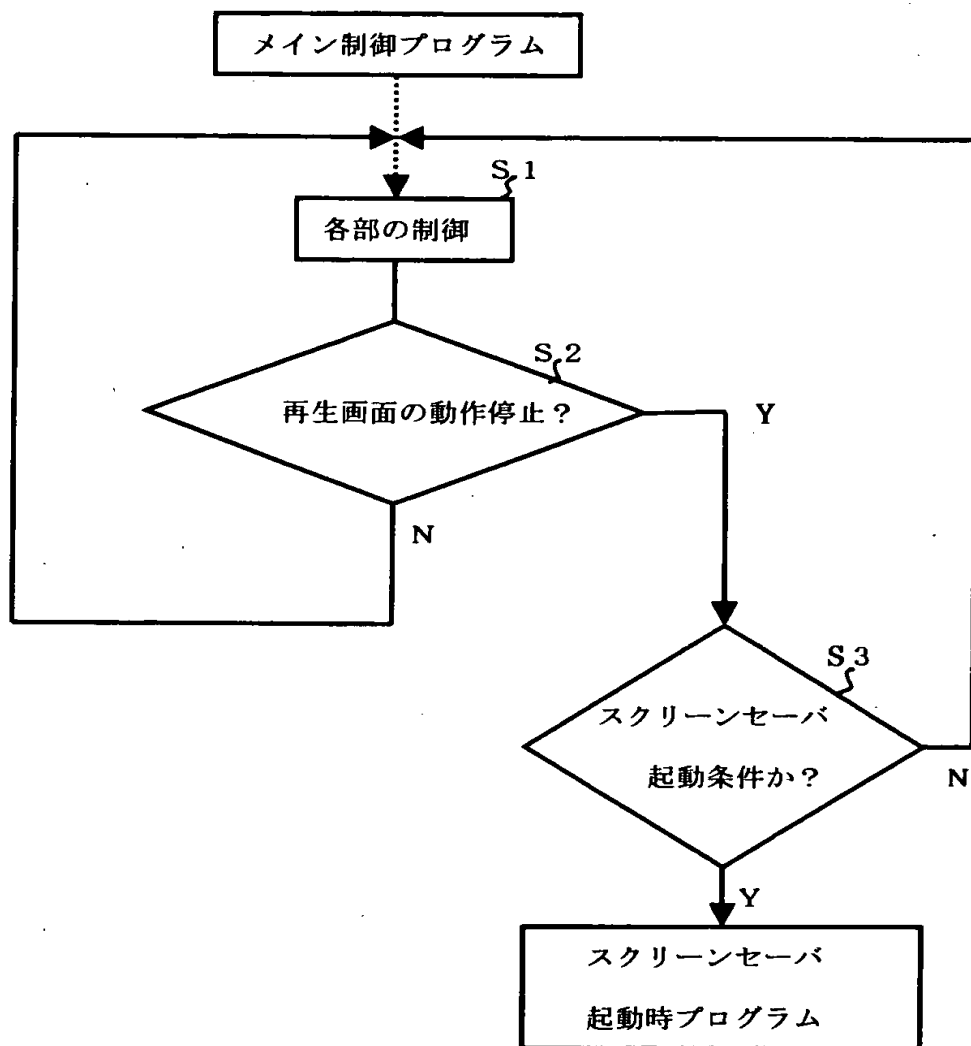 メイン制御プログラム
S1
各部の制御
S2
再生画面の動作停止?
Y
N
S3
スクリーンセーバ
起動条件か?
N
Y
スクリーンセーバ
起動時プログラム